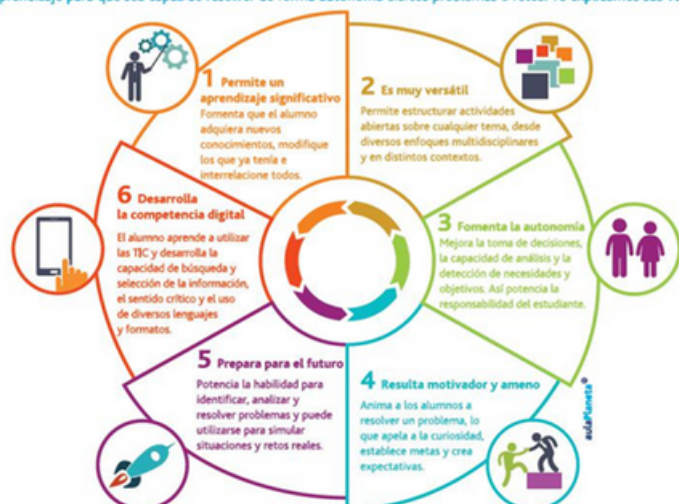 1 Permite un
aprendizaje significativo
Fomenta que el alumno
adquiera nuevos
conocimientos, modifique
los que ya tenía e
interrelacione todos.
2 Es muy versátil
Permite estructurar actividades
abiertas sobre cualquier tema, desde
diversos enfoques multidisciplinares
y en distintos contextos.
3 Fomenta la autonomía
Mejora la toma de decisiones,
la capacidad de análisis y la
detección de necesidades y
objetivos. Así potencia la
responsabilidad del estudiante.
4 Resulta motivador y ameno
Anima a los alumnos a
resolver un problema, lo
que apela a la curiosidad,
establece metas y crea
expectativas.
5 Prepara para el futuro
Potencia la habilidad para
identificar, analizar y
resolver problemas y puede
utilizarse para simular
situaciones y retos reales.
6 Desarrolla
la competencia digital
El alumno aprende a utilizar
las TIC y desarrolla la
capacidad de búsqueda y
selección de la información,
el sentido crítico y el uso
de diversos lenguajes
y formatos.
aulaPlaneta